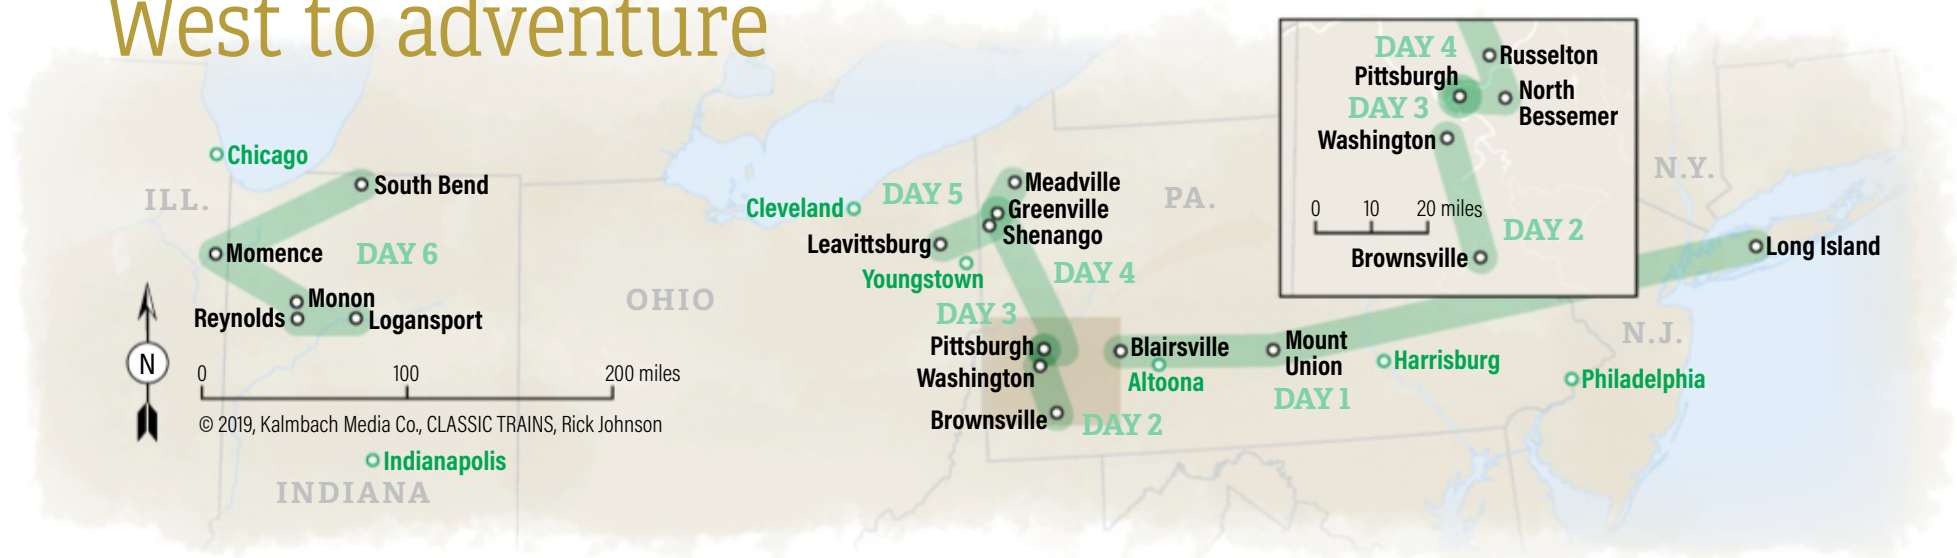 West to adventure
Chicago
South Bend
ILL.
Momence
DAY 6
Monon
Reynolds
Logansport
N
0 100 200 miles
© 2019, Kalmbach Media Co., CLASSIC TRAINS, Rick Johnson
Indianapolis
INDIANA
OHIO
Cleveland
DAY 5
Meadville
Greenville
Shenango
Leavittsburg
Youngstown
DAY 4
DAY 3
Pittsburgh
Washington
Brownsville
DAY 2
PA.
Blairsville
Altoona
Mount
Union
DAY 1
Harrisburg
Philadelphia
N.J.
N.Y.
Long Island
DAY 4
Russelton
Pittsburgh
North
Bessemer
DAY 3
Washington
0 10 20 miles
DAY 2
Brownsville